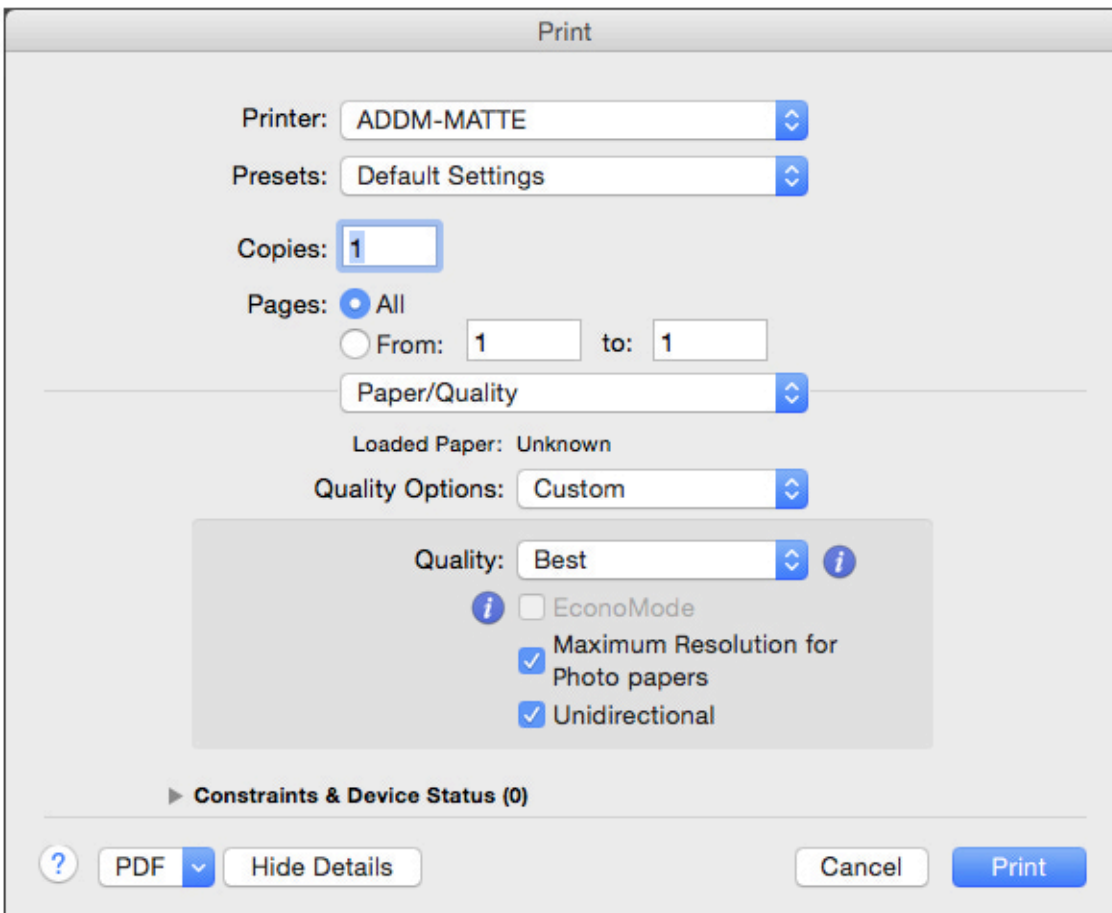 Print
Printer: ADDM-MATTE
Presets: Default Settings
Copies: 1
Pages: All
From: 1 to: 1
Paper/Quality
Loaded Paper: Unknown
Quality Options: Custom
Quality: Best i
i EconoMode
Maximum Resolution for
Photo papers
Unidirectional
Constraints & Device Status (0)
? PDF Hide Details Cancel Print